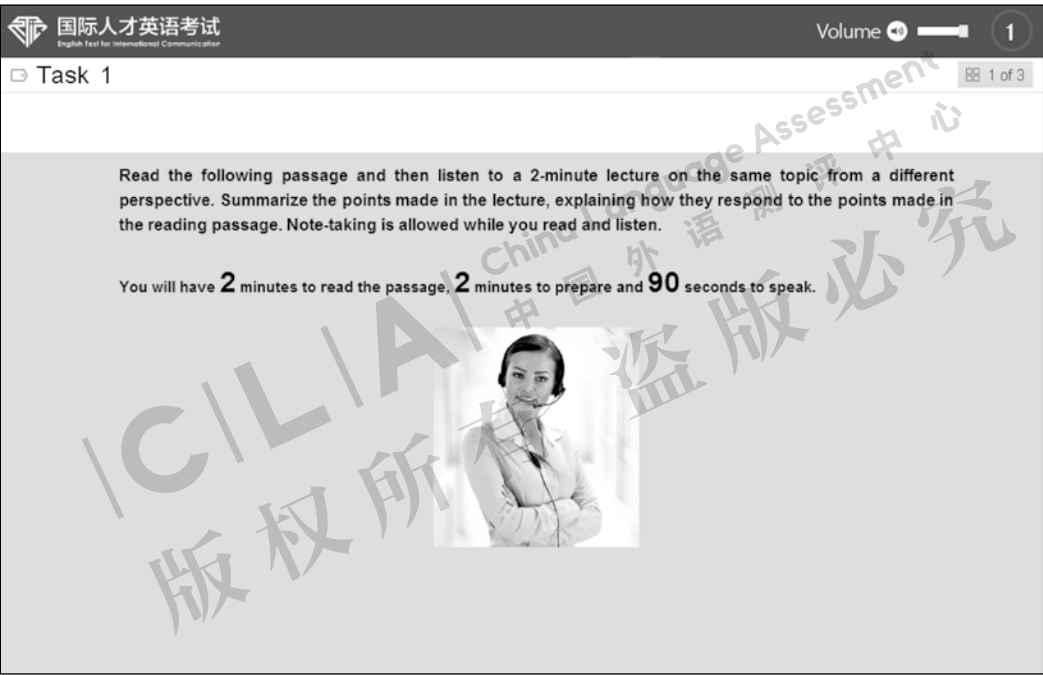 国际人才英语考试
English Test for International Communication
Volume
1
Task 1
1 of 3
Read the following passage and then listen to a 2-minute lecture on the same topic from a different
perspective. Summarize the points made in the lecture, explaining how they respond to the points made in
the reading passage. Note-taking is allowed while you read and listen.
You will have 2 minutes to read the passage, 2 minutes to prepare and 90 seconds to speak.
|C|L|A| China Language Assessment
中国外语测评中心
版权所有 盗版必究